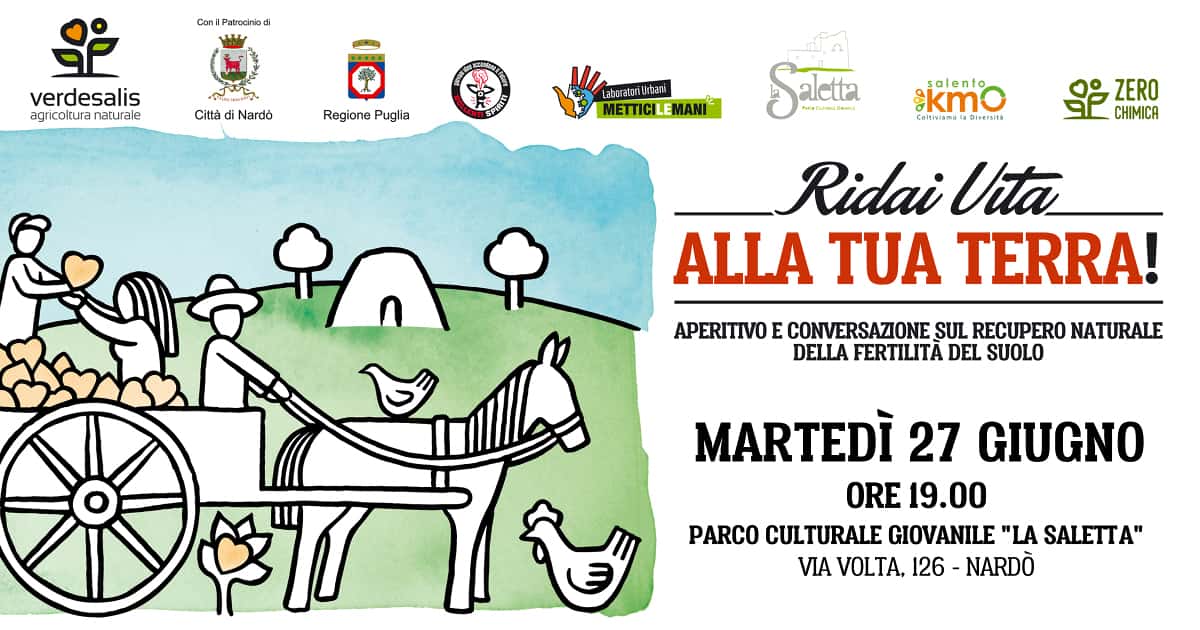 verdesalis
agricoltura naturale
Con il Patrocinio di
Città di Nardò
Regione Puglia
Laboratori Urbani
METTICI LE MANI
la Saletta
salento
kmO
Coltiviamo la Diversità
ZERO
CHIMICA
Ridai Vita
ALLA TUA TERRA!
APERITIVO E CONVERSAZIONE SUL RECUPERO NATURALE
DELLA FERTILITÀ DEL SUOLO
MARTEDÌ 27 GIUGNO
ORE 19.00
PARCO CULTURALE GIOVANILE "LA SALETTA"
VIA VOLTA, 126 - NARDÒ